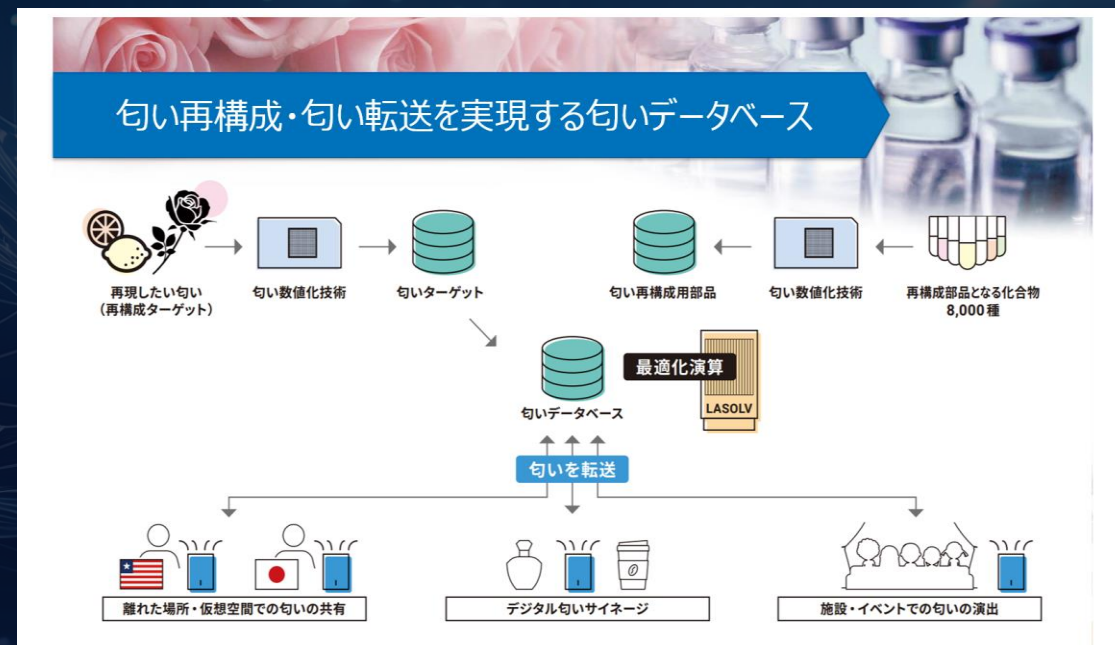 匂い再構成・匂い転送を実現する匂いデータベース
再現したい匂い
（再構成ターゲット）
匂い数値化技術
匂いターゲット
匂い再構成用部品
匂い数値化技術
再構成部品となる化合物
8,000種
最適化演算
LASOLV
匂いデータベース
匂いを転送
離れた場所・仮想空間での匂いの共有
デジタル匂いサイネージ
施設・イベントでの匂いの演出